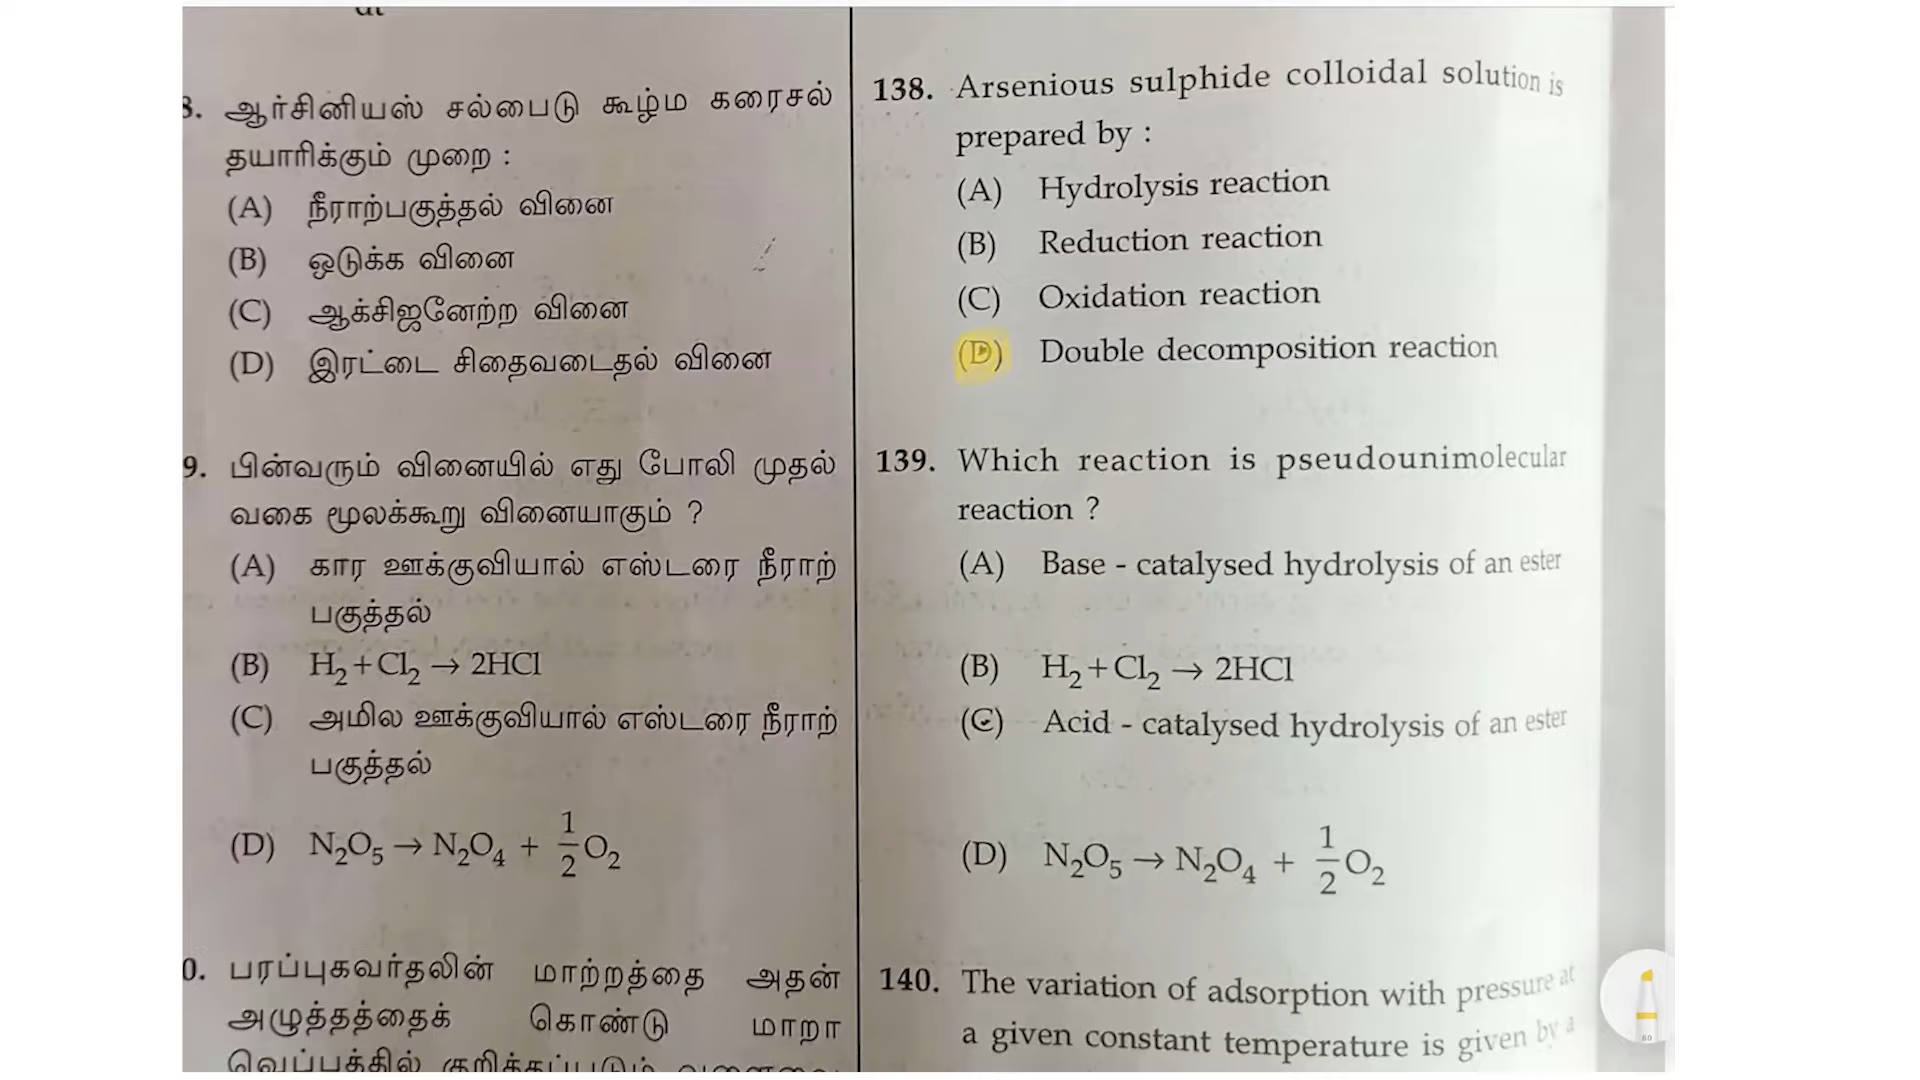 3. ஆர்சினியஸ் சல்பைடு கூழ்ம கரைசல்
தயாரிக்கும் முறை :
(A) நீராற்பகுத்தல் வினை
(B) ஒடுக்க வினை
(C) ஆக்சிஜனேற்ற வினை
(D) இரட்டை சிதைவடைதல் வினை
9. பின்வரும் வினையில் எது போலி முதல்
வகை மூலக்கூறு வினையாகும் ?
(A) கார ஊக்குவியால் எஸ்டரை நீராற்
பகுத்தல்
(B) H₂+Cl₂ → 2HCl
(C) அமில ஊக்குவியால் எஸ்டரை நீராற்
பகுத்தல்
(D) N₂O₅ → N₂O₄ + 1/2 O₂
0. பரப்புகவர்தலின் மாற்றத்தை அதன்
அழுத்தத்தைக் கொண்டு மாறா
138. Arsenious sulphide colloidal solution is
prepared by :
(A) Hydrolysis reaction
(B) Reduction reaction
(C) Oxidation reaction
(D) Double decomposition reaction
139. Which reaction is pseudounimolecular
reaction ?
(A) Base - catalysed hydrolysis of an ester
(B) H₂+Cl₂ → 2HCl
(C) Acid - catalysed hydrolysis of an ester
(D) N₂O₅ → N₂O₄ + 1/2 O₂
140. The variation of adsorption with pressure at
a given constant temperature is given by a